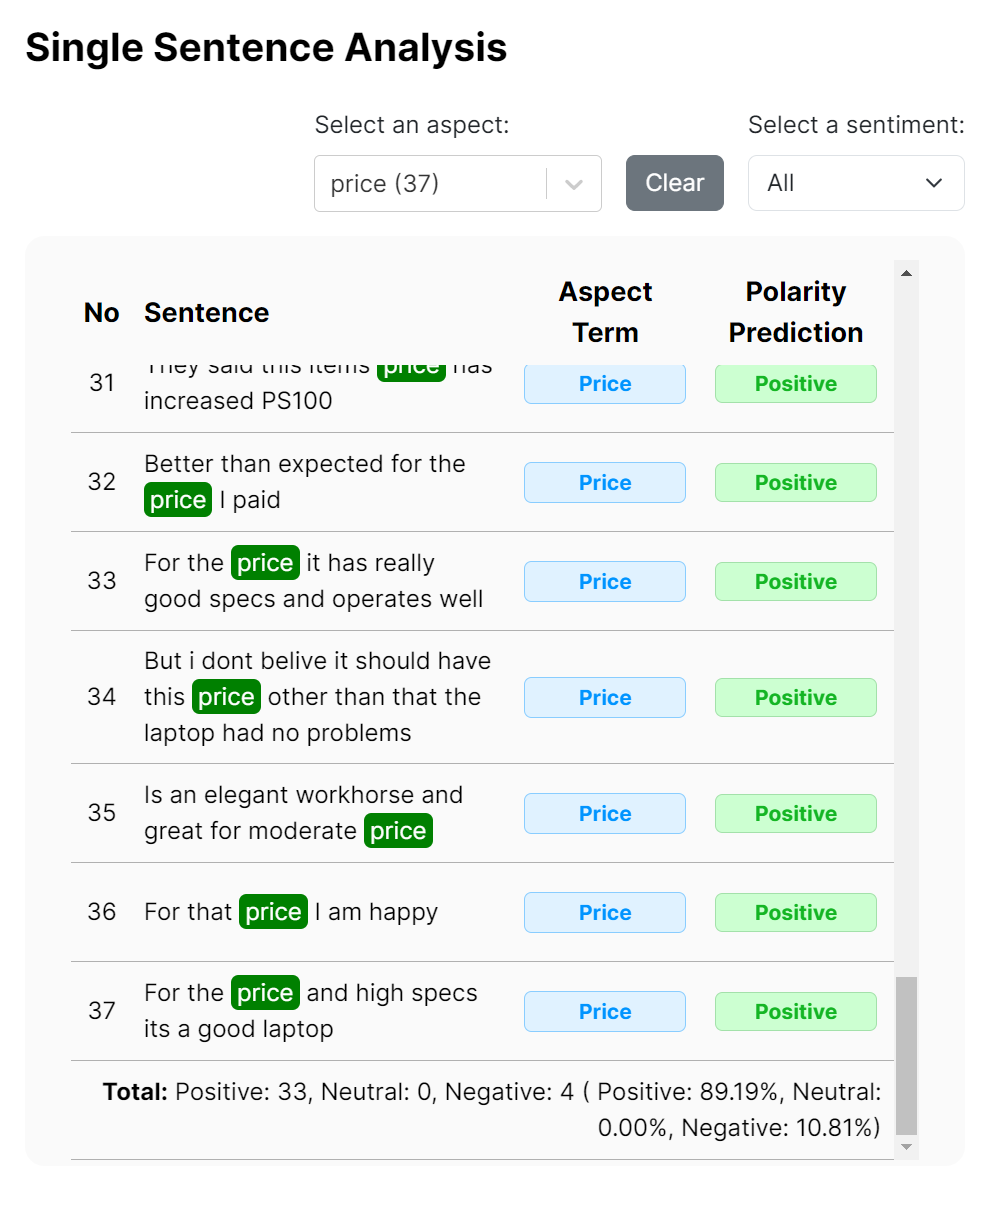 Single Sentence Analysis
Select an aspect:
Select a sentiment:
price (37)
Clear
All
No
Sentence
Aspect
Term
Polarity
Prediction
31
They said this items price has
increased PS100
Price
Positive
32
Better than expected for the
price I paid
Price
Positive
33
For the price it has really
good specs and operates well
Price
Positive
34
But i dont belive it should have
this price other than that the
laptop had no problems
Price
Positive
35
Is an elegant workhorse and
great for moderate price
Price
Positive
36
For that price I am happy
Price
Positive
37
For the price and high specs
its a good laptop
Price
Positive
Total: Positive: 33, Neutral: 0, Negative: 4 ( Positive: 89.19%, Neutral:
0.00%, Negative: 10.81%)